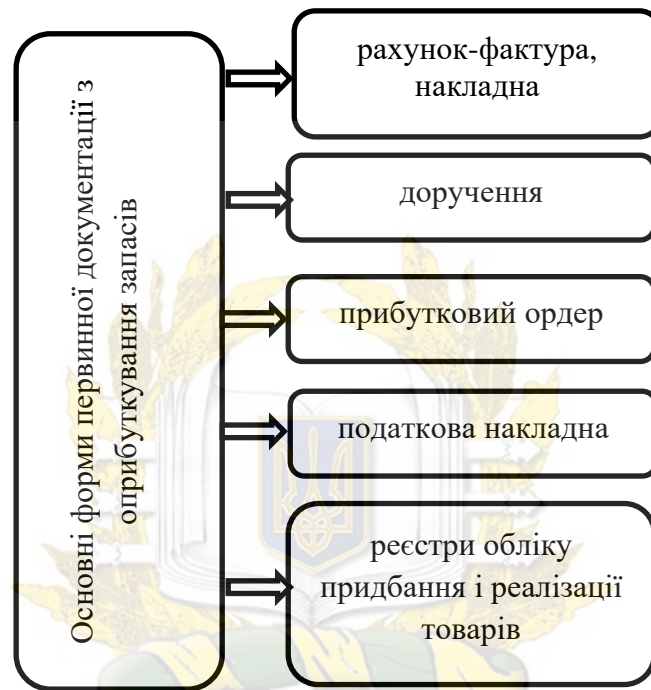 Основні форми первинної документації з
оприбуткування запасів
рахунок-фактура,
накладна
доручення
прибутковий ордер
податкова накладна
реєстри обліку
придбання і реалізації
товарів